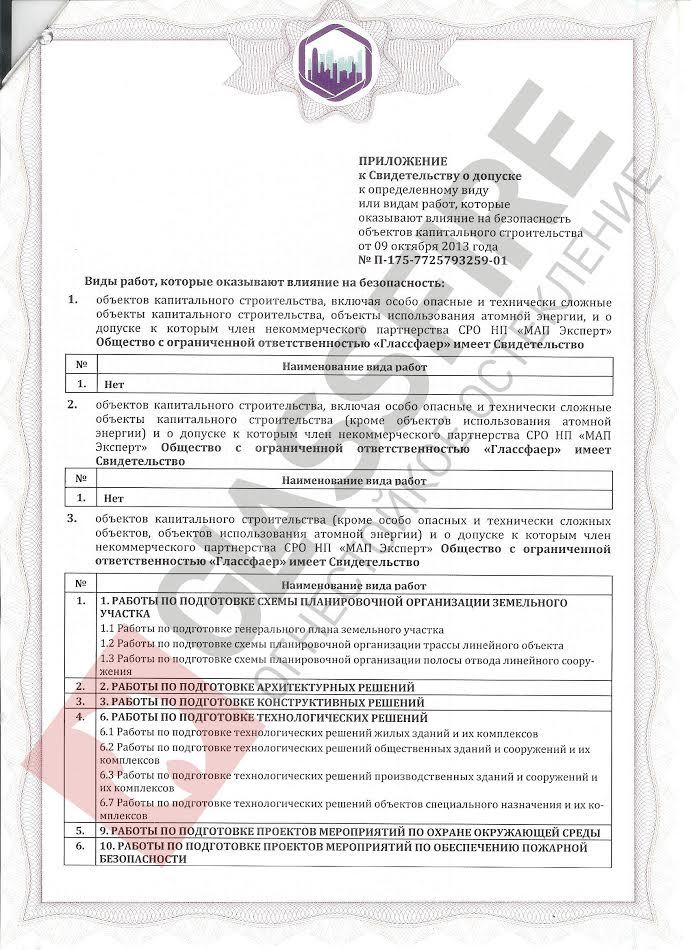 ПРИЛОЖЕНИЕ
к Свидетельству о допуске
к определенному виду
или видам работ, которые
оказывают влияние на безопасность
объектов капитального строительства
от 09 октября 2013 года
№ П-175-7725793259-01
Виды работ, которые оказывают влияние на безопасность:
1. объектов капитального строительства, включая особо опасные и технически сложные
объекты капитального строительства, объекты использования атомной энергии, и о
допуске к которым член некоммерческого партнерства СРО НП «МАП Эксперт»
Общество с ограниченной ответственностью «Глассфаер» имеет Свидетельство
№ Наименование вида работ
1. Нет
2. объектов капитального строительства, включая особо опасные и технически сложные
объекты капитального строительства (кроме объектов использования атомной
энергии) и о допуске к которым член некоммерческого партнерства СРО НП «МАП
Эксперт» Общество с ограниченной ответственностью «Глассфаер» имеет
Свидетельство
№ Наименование вида работ
1. Нет
3. объектов капитального строительства (кроме особо опасных и технически сложных
объектов, объектов использования атомной энергии) и о допуске к которым член
некоммерческого партнерства СРО НП «МАП Эксперт» Общество с ограниченной
ответственностью «Глассфаер» имеет Свидетельство
№ Наименование вида работ
1. 1. РАБОТЫ ПО ПОДГОТОВКЕ СХЕМЫ ПЛАНИРОВОЧНОЙ ОРГАНИЗАЦИИ ЗЕМЕЛЬНОГО
УЧАСТКА
1.1 Работы по подготовке генерального плана земельного участка
1.2 Работы по подготовке схемы планировочной организации трассы линейного объекта
1.3 Работы по подготовке схемы планировочной организации полосы отвода линейного соору-
жения
2. 2. РАБОТЫ ПО ПОДГОТОВКЕ АРХИТЕКТУРНЫХ РЕШЕНИЙ
3. 3. РАБОТЫ ПО ПОДГОТОВКЕ КОНСТРУКТИВНЫХ РЕШЕНИЙ
4. 6. РАБОТЫ ПО ПОДГОТОВКЕ ТЕХНОЛОГИЧЕСКИХ РЕШЕНИЙ
6.1 Работы по подготовке технологических решений жилых зданий и их комплексов
6.2 Работы по подготовке технологических решений общественных зданий и сооружений и их
комплексов
6.3 Работы по подготовке технологических решений производственных зданий и сооружений и
их комплексов
6.7 Работы по подготовке технологических решений объектов специального назначения и их ко-
мплексов
5. 9. РАБОТЫ ПО ПОДГОТОВКЕ ПРОЕКТОВ МЕРОПРИЯТИЙ ПО ОХРАНЕ ОКРУЖАЮЩЕЙ СРЕДЫ
6. 10. РАБОТЫ ПО ПОДГОТОВКЕ ПРОЕКТОВ МЕРОПРИЯТИЙ ПО ОБЕСПЕЧЕНИЮ ПОЖАРНОЙ
БЕЗОПАСНОСТИ
GLASSFIRE
ОГНЕСТОЙКОЕ ОСТЕКЛЕНИЕ